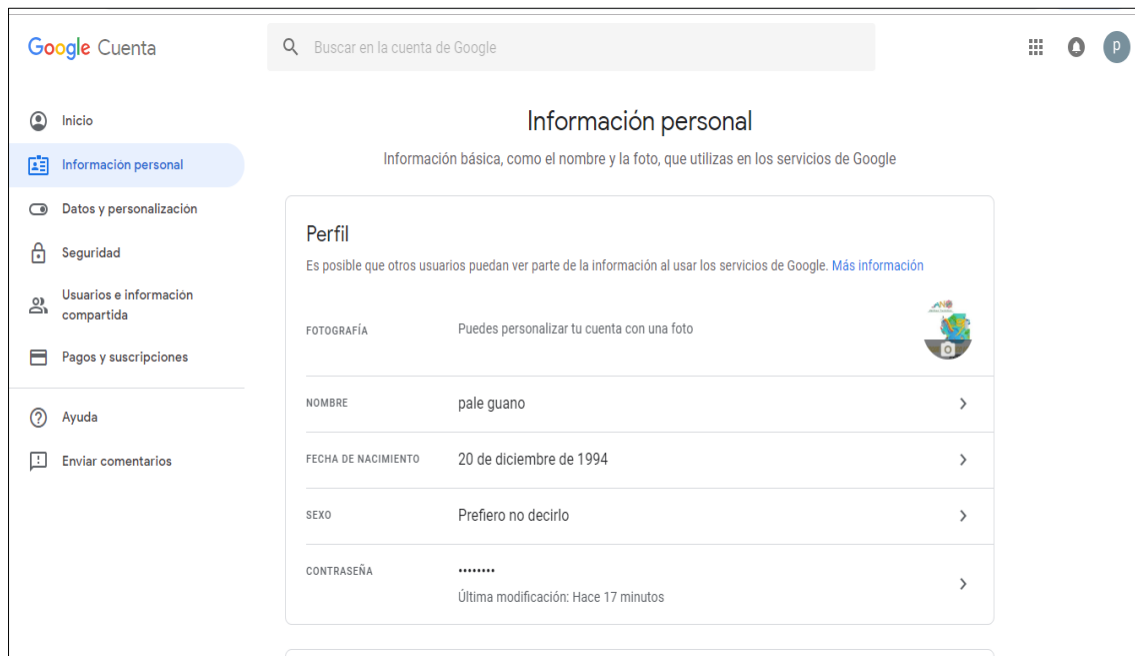 Google Cuenta
Buscar en la cuenta de Google
p
Inicio
Información personal
Datos y personalización
Seguridad
Usuarios e información
compartida
Pagos y suscripciones
Ayuda
Enviar comentarios
Información personal
Información básica, como el nombre y la foto, que utilizas en los servicios de Google
Perfil
Es posible que otros usuarios puedan ver parte de la información al usar los servicios de Google. Más información
FOTOGRAFÍA
Puedes personalizar tu cuenta con una foto
NOMBRE
pale guano
FECHA DE NACIMIENTO
20 de diciembre de 1994
SEXO
Prefiero no decirlo
CONTRASEÑA
••••••••
Última modificación: Hace 17 minutos